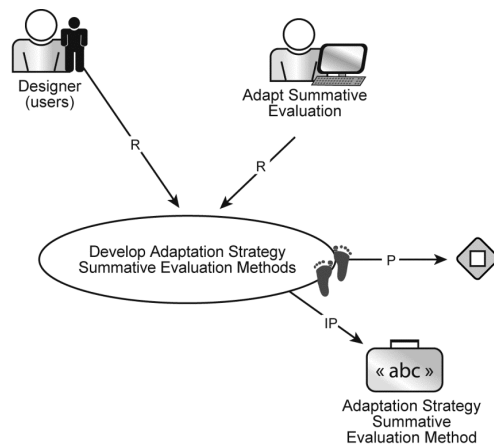 Designer
(users)
Adapt Summative
Evaluation
R
R
Develop Adaptation Strategy
Summative Evaluation Methods
P
IP
« abc »
Adaptation Strategy
Summative
Evaluation Method